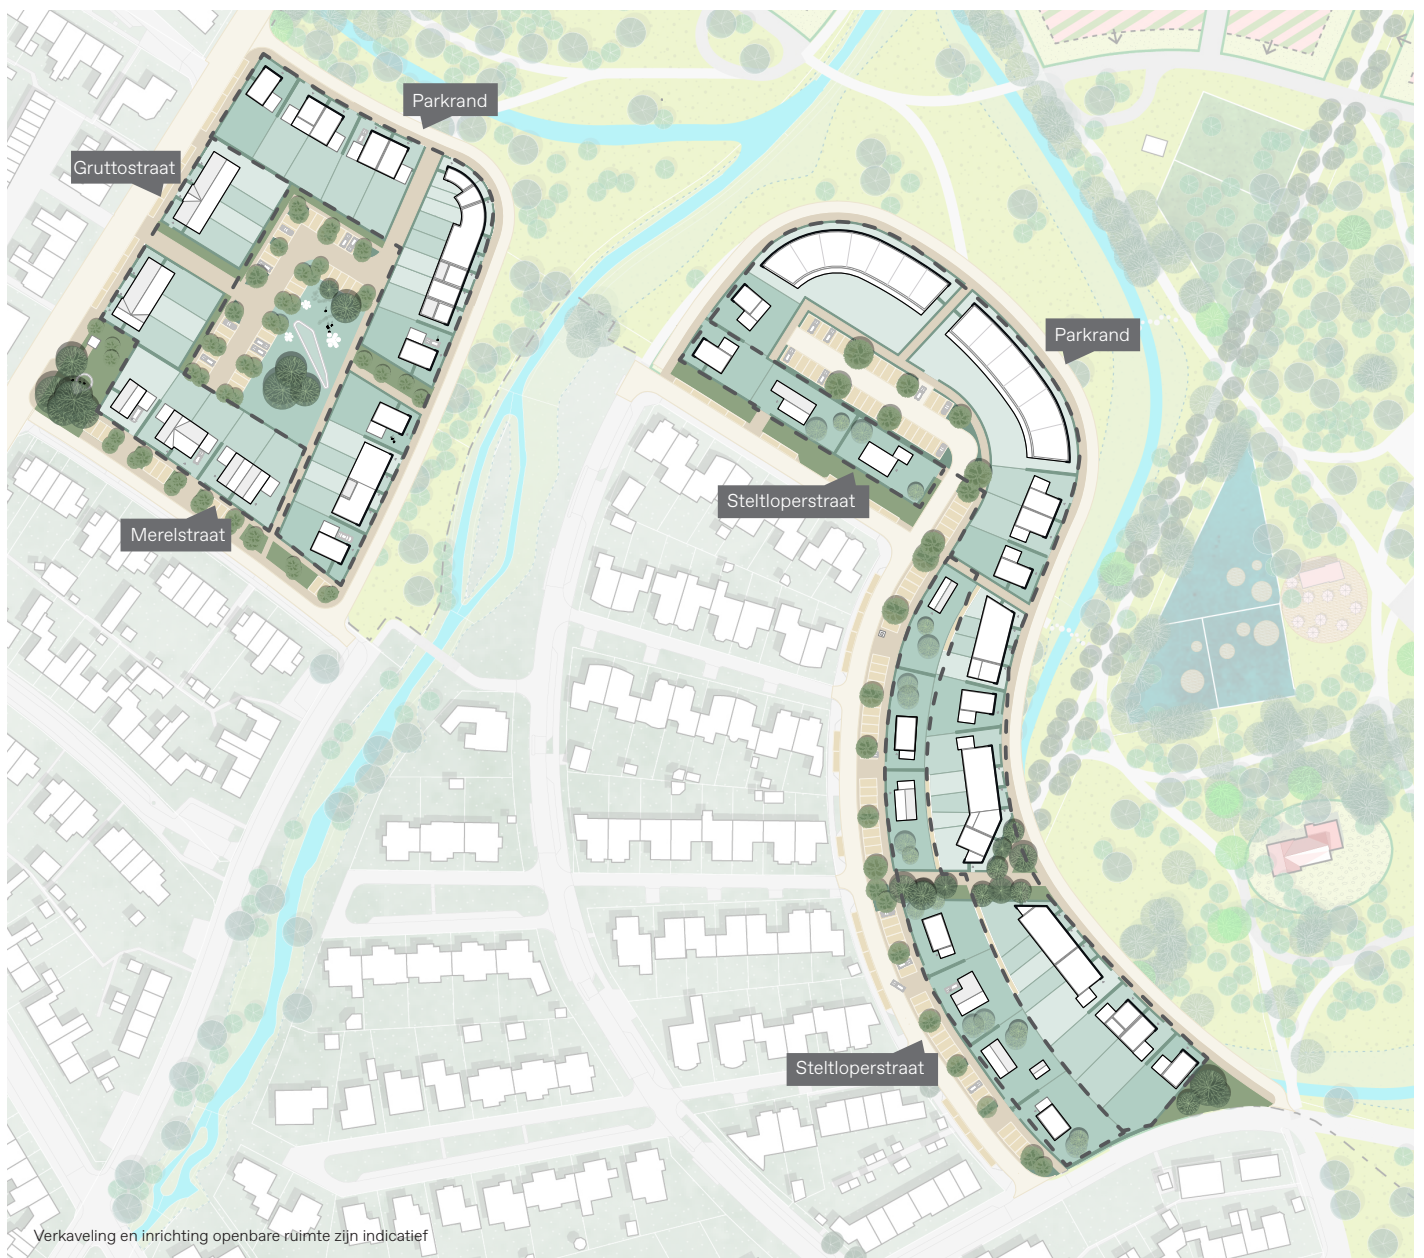 Parkrand
Gruttostraat
Parkrand
Steltloperstraat
Merelstraat
Steltloperstraat
Verkaveling en inrichting openbare ruimte zijn indicatief